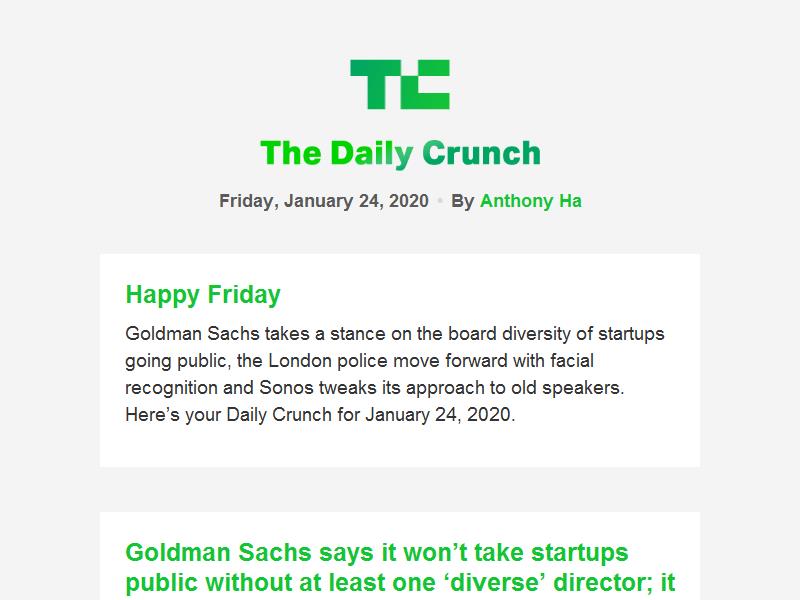 TC
The Daily Crunch
Friday, January 24, 2020 • By Anthony Ha
Happy Friday
Goldman Sachs takes a stance on the board diversity of startups
going public, the London police move forward with facial
recognition and Sonos tweaks its approach to old speakers.
Here’s your Daily Crunch for January 24, 2020.
Goldman Sachs says it won’t take startups
public without at least one ‘diverse’ director; it